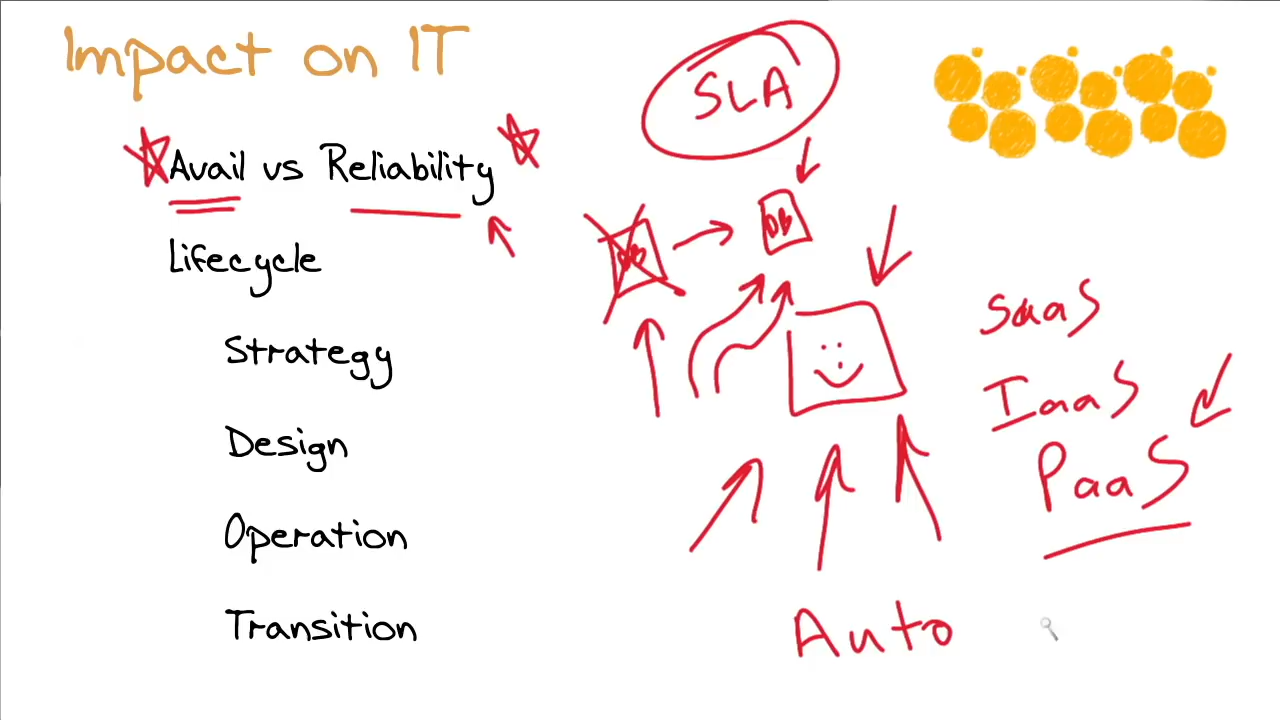 Impact on IT
SLA
Avail vs Reliability
DB
DB
Lifecycle
SaaS
Strategy
IaaS
PaaS
Design
Operation
Transition
Auto